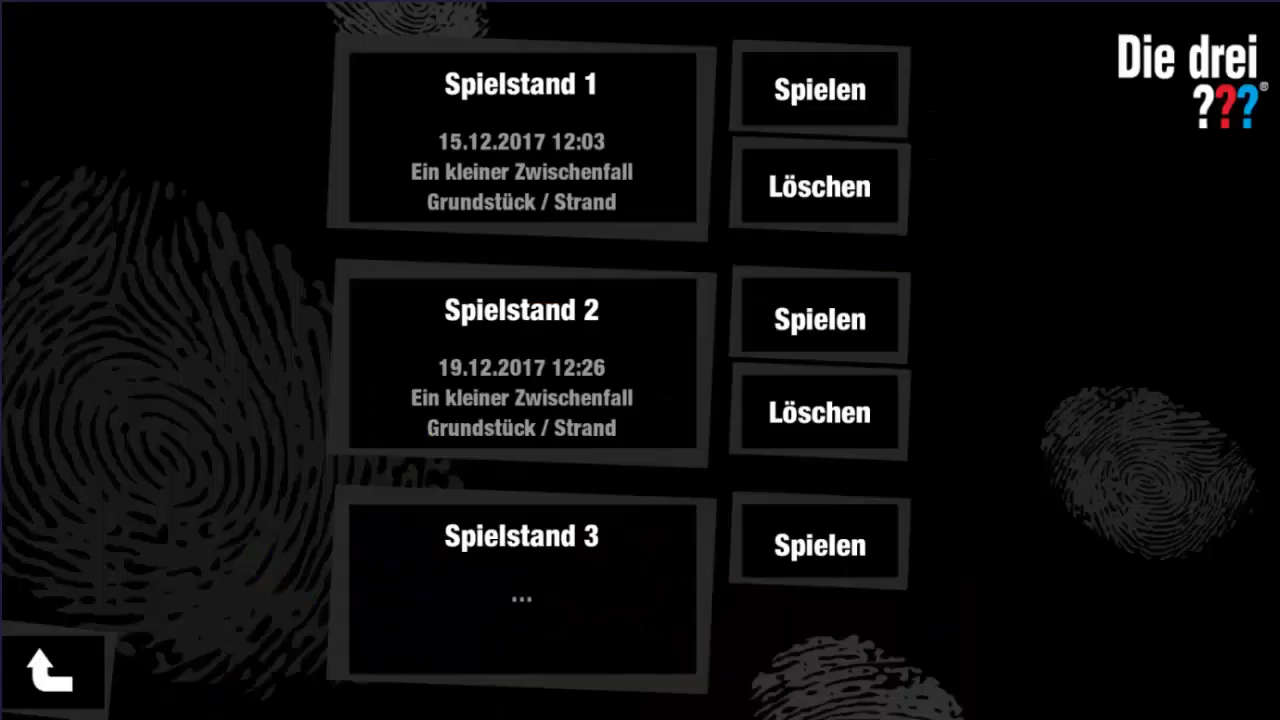 Spielstand 1
15.12.2017 12:03
Ein kleiner Zwischenfall
Grundstück / Strand
Spielen
Löschen
Die drei
???®
Spielstand 2
19.12.2017 12:26
Ein kleiner Zwischenfall
Grundstück / Strand
Spielen
Löschen
Spielstand 3
...
Spielen